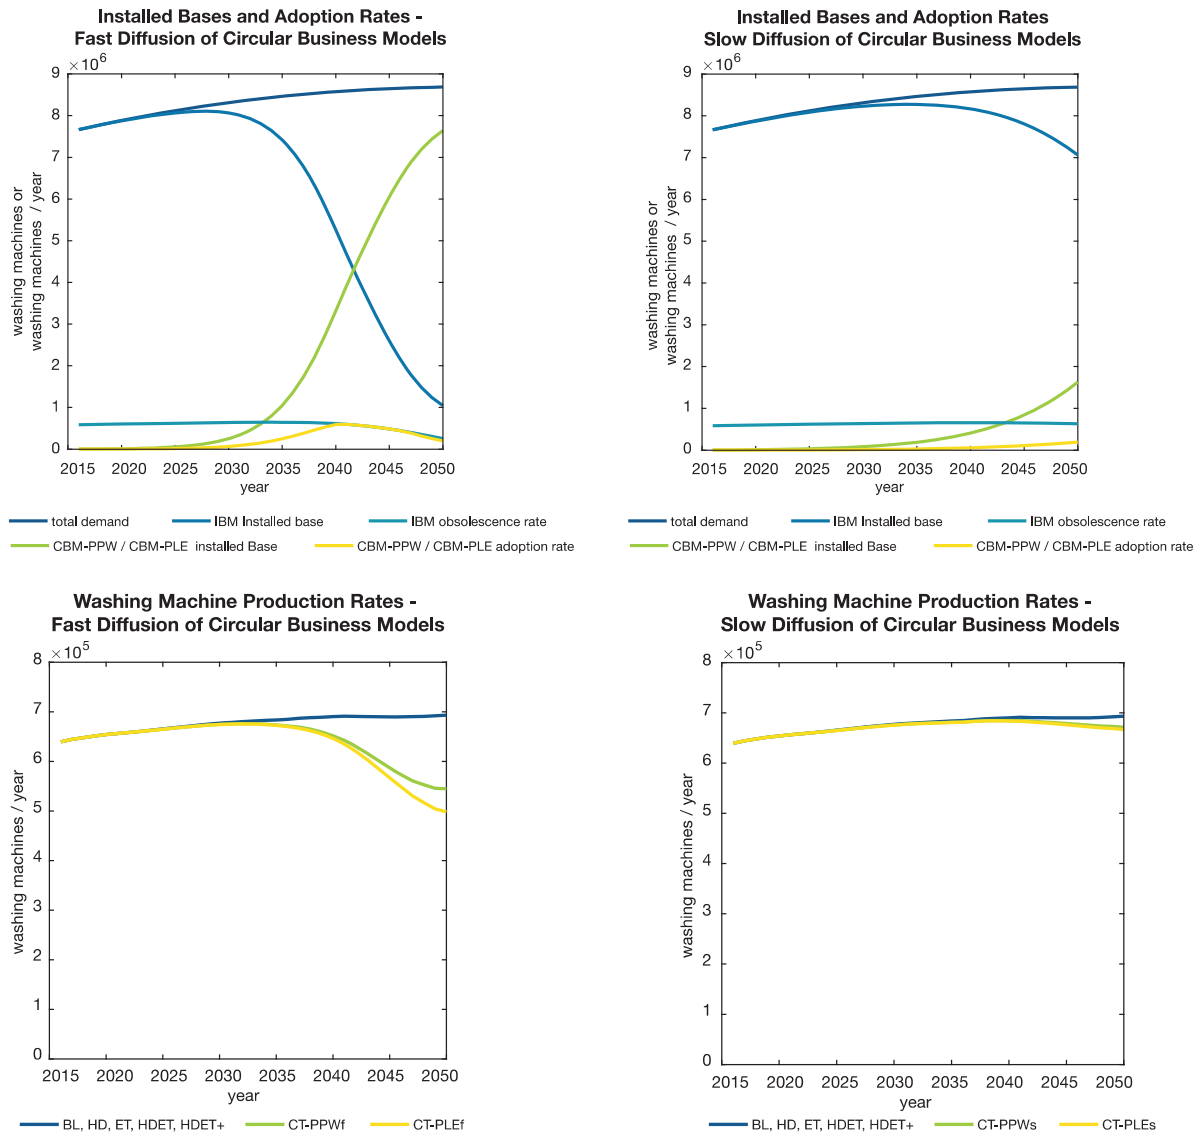 Installed Bases and Adoption Rates -
Fast Diffusion of Circular Business Models
×10⁶
9
8
7
6
5
4
3
2
1
0
washing machines or
washing machines / year
2015 2020 2025 2030 2035 2040 2045 2050
year
total demand IBM Installed base IBM obsolescence rate
CBM-PPW / CBM-PLE installed Base CBM-PPW / CBM-PLE adoption rate
Installed Bases and Adoption Rates
Slow Diffusion of Circular Business Models
×10⁶
9
8
7
6
5
4
3
2
1
0
washing machines or
washing machines / year
2015 2020 2025 2030 2035 2040 2045 2050
year
total demand IBM Installed base IBM obsolescence rate
CBM-PPW / CBM-PLE installed Base CBM-PPW / CBM-PLE adoption rate
Washing Machine Production Rates -
Fast Diffusion of Circular Business Models
×10⁵
8
7
6
5
4
3
2
1
0
washing machines / year
2015 2020 2025 2030 2035 2040 2045 2050
year
BL, HD, ET, HDET, HDET+ CT-PPWf CT-PLEf
Washing Machine Production Rates -
Slow Diffusion of Circular Business Models
×10⁵
8
7
6
5
4
3
2
1
0
washing machines / year
2015 2020 2025 2030 2035 2040 2045 2050
year
BL, HD, ET, HDET, HDET+ CT-PPWs CT-PLEs